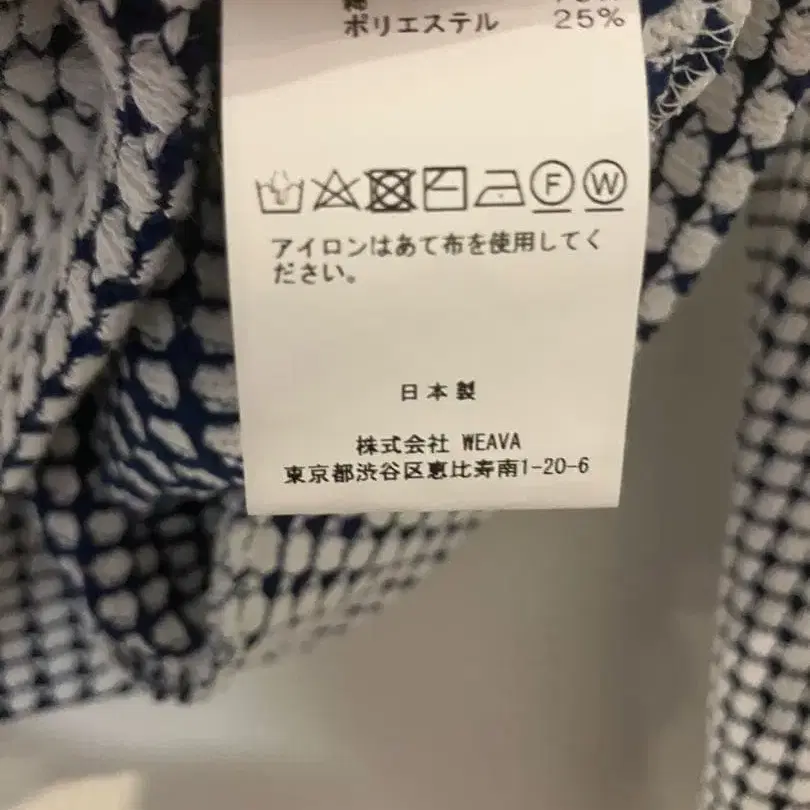 ポリエステル 25%
F W
アイロンはあて布を使用してく
ださい。
日本製
株式会社 WEAVA
東京都渋谷区恵比寿南1-20-6